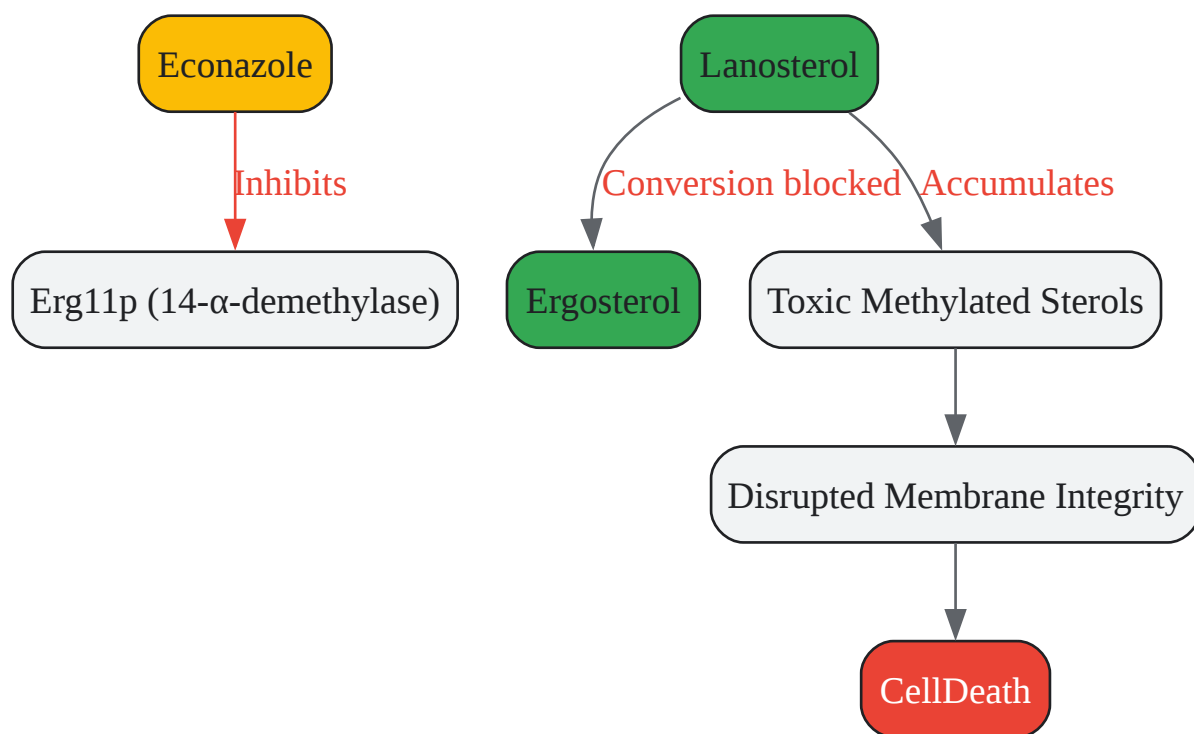 Econazole
Lanosterol
Inhibits
Conversion blocked
Accumulates
Erg11p (14-α-demethylase)
Ergosterol
Toxic Methylated Sterols
Disrupted Membrane Integrity
CellDeath